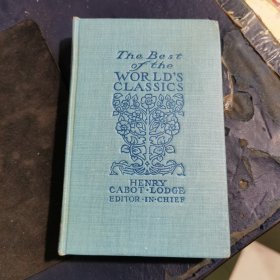 The Best
of the
WORLD'S
CLASSICS
HENRY
CABOT·LODGE
EDITOR·IN·CHIEF